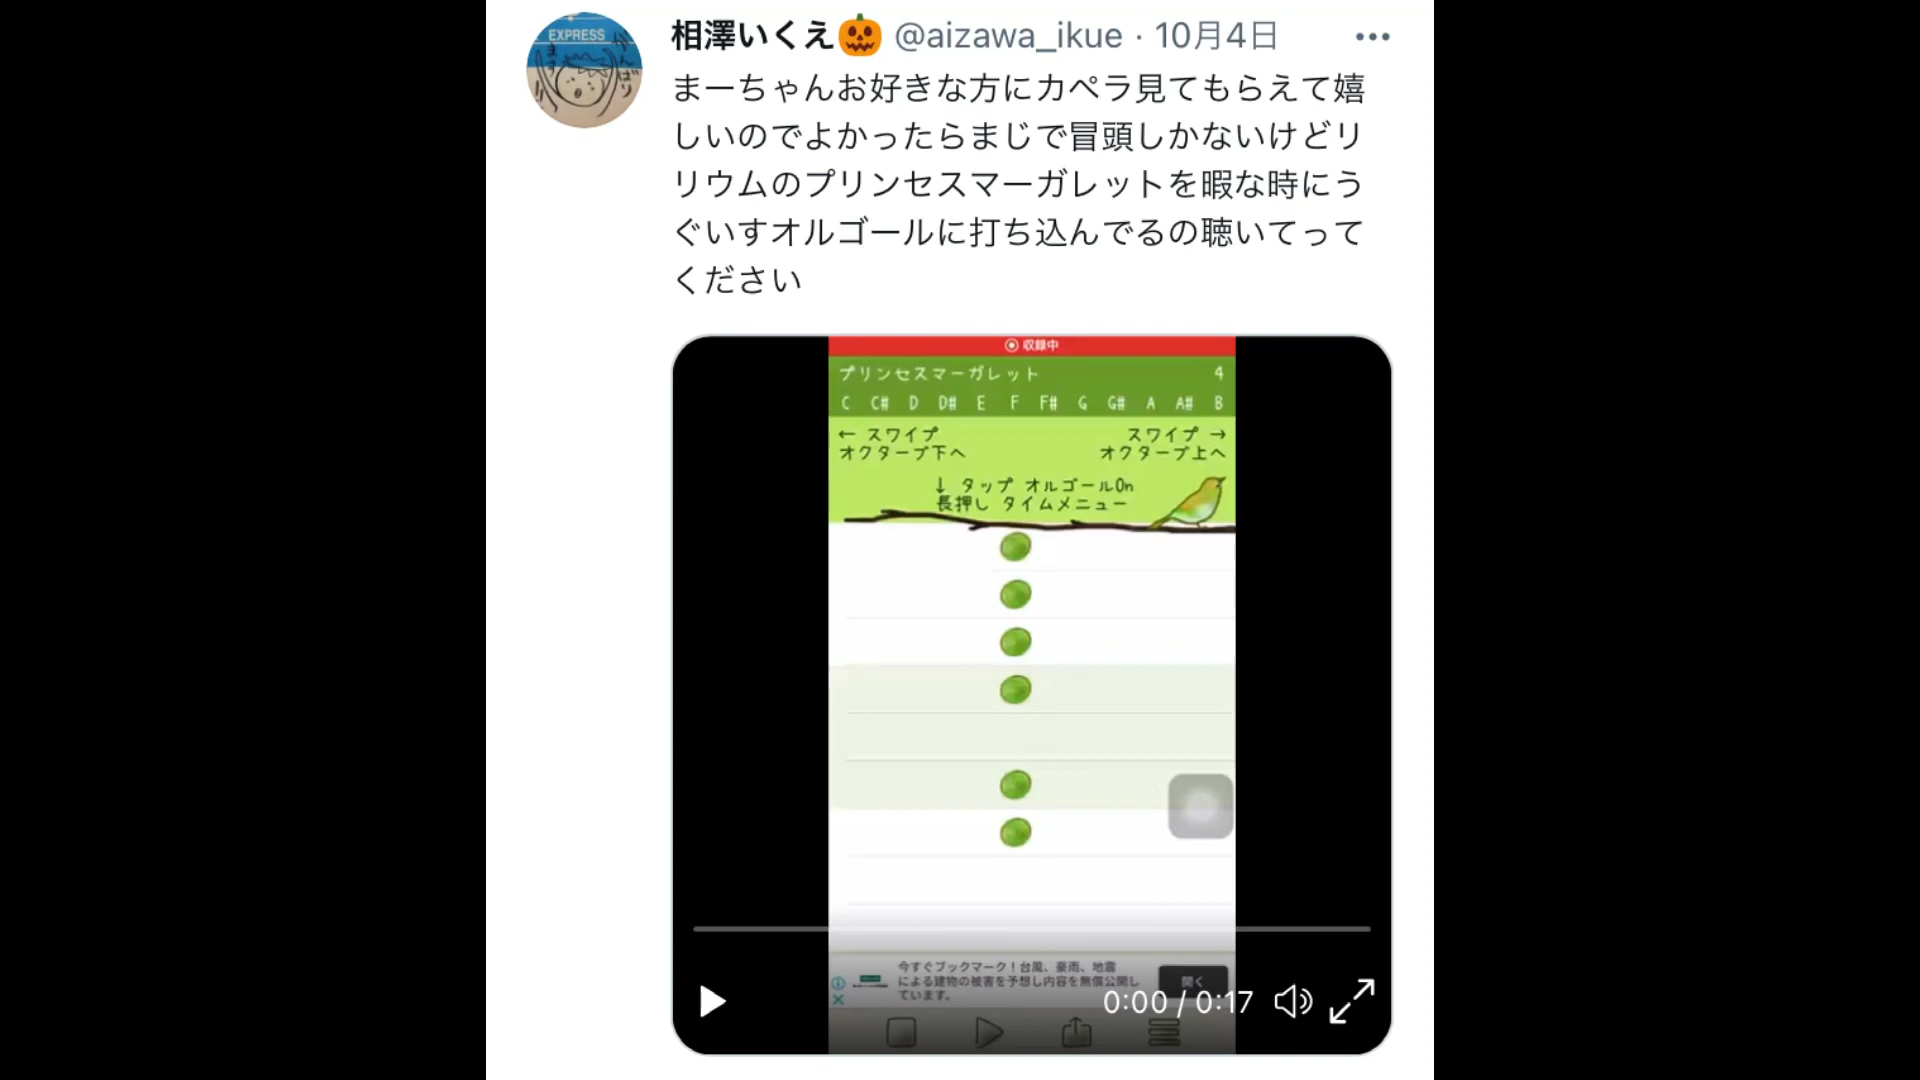 EXPRESS
がんばり
ます
相澤いくえ🎃 @aizawa_ikue · 10月4日
まーちゃんお好きな方にカペラ見てもらえて嬉
しいのでよかったらまじで冒頭しかないけどリ
リウムのプリンセスマーガレットを暇な時にう
ぐいすオルゴールに打ち込んでるの聴いてって
ください
収録中
プリンセスマーガレット 4
C C# D D# E F F# G G# A A# B
← スワイプ スワイプ →
オクターブ下へ オクターブ上へ
↓ タップ オルゴールOn
長押し タイムメニュー
今すぐブックマーク！台風、豪雨、地震
による建物の被害を予想し内容を無償公開し
ています。
開く
0:00 / 0:17